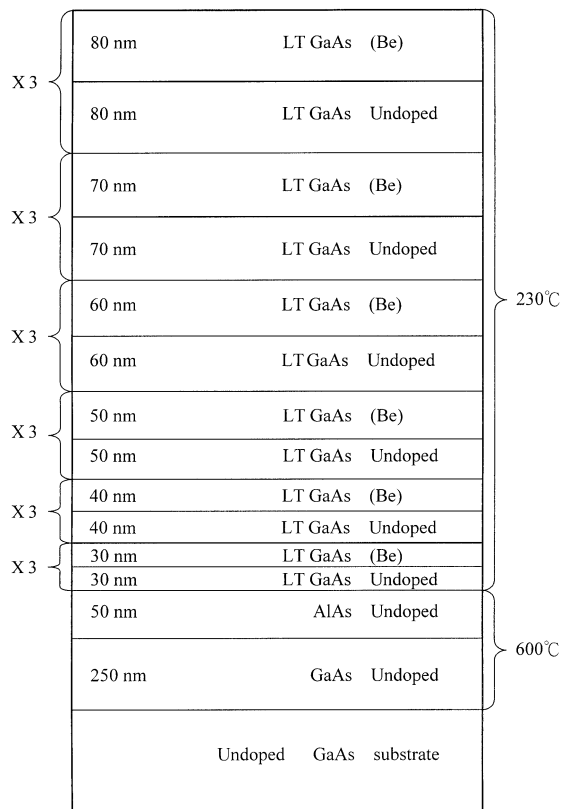 80 nm LT GaAs (Be)
X 3
80 nm LT GaAs Undoped
70 nm LT GaAs (Be)
X 3
70 nm LT GaAs Undoped
60 nm LT GaAs (Be)
230℃
X 3
60 nm LT GaAs Undoped
50 nm LT GaAs (Be)
X 3
50 nm LT GaAs Undoped
40 nm LT GaAs (Be)
X 3
40 nm LT GaAs Undoped
30 nm LT GaAs (Be)
X 3
30 nm LT GaAs Undoped
50 nm AlAs Undoped
600℃
250 nm GaAs Undoped
Undoped GaAs substrate